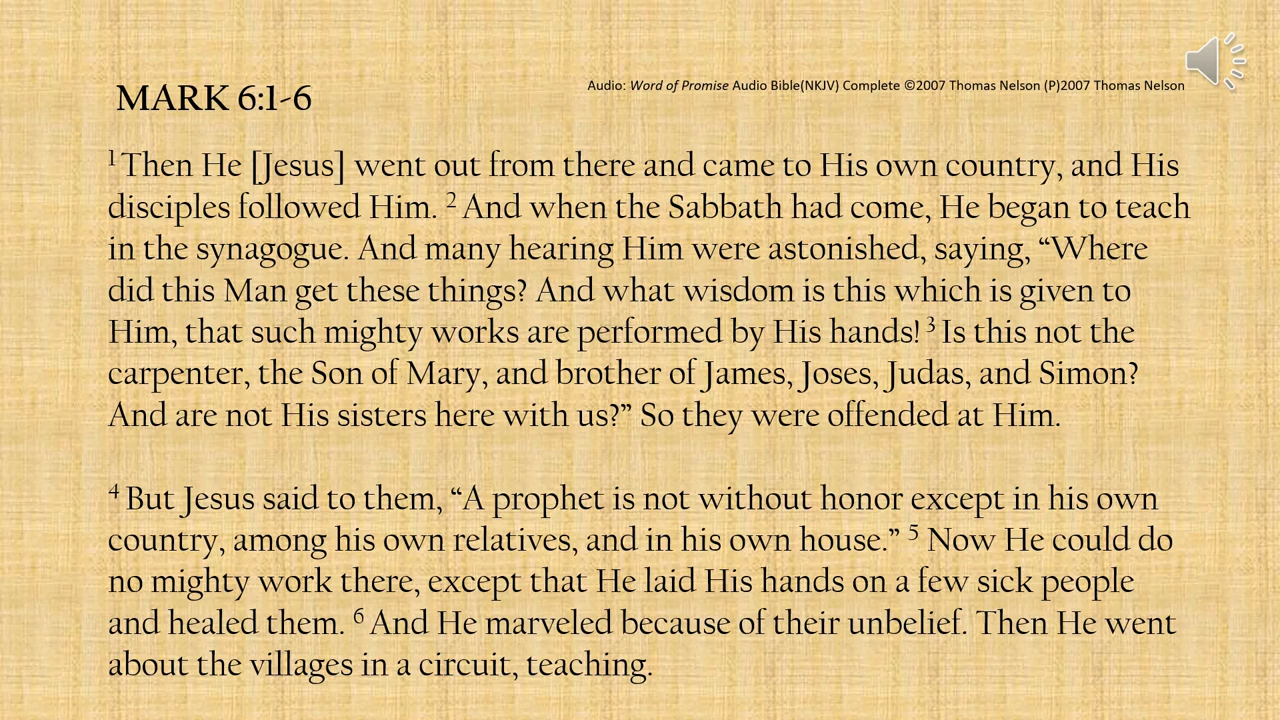 MARK 6:1-6
Audio: Word of Promise Audio Bible(NKJV) Complete ©2007 Thomas Nelson (P)2007 Thomas Nelson
1 Then He [Jesus] went out from there and came to His own country, and His
disciples followed Him. 2 And when the Sabbath had come, He began to teach
in the synagogue. And many hearing Him were astonished, saying, “Where
did this Man get these things? And what wisdom is this which is given to
Him, that such mighty works are performed by His hands! 3 Is this not the
carpenter, the Son of Mary, and brother of James, Joses, Judas, and Simon?
And are not His sisters here with us?” So they were offended at Him.
4 But Jesus said to them, “A prophet is not without honor except in his own
country, among his own relatives, and in his own house.” 5 Now He could do
no mighty work there, except that He laid His hands on a few sick people
and healed them. 6 And He marveled because of their unbelief. Then He went
about the villages in a circuit, teaching.